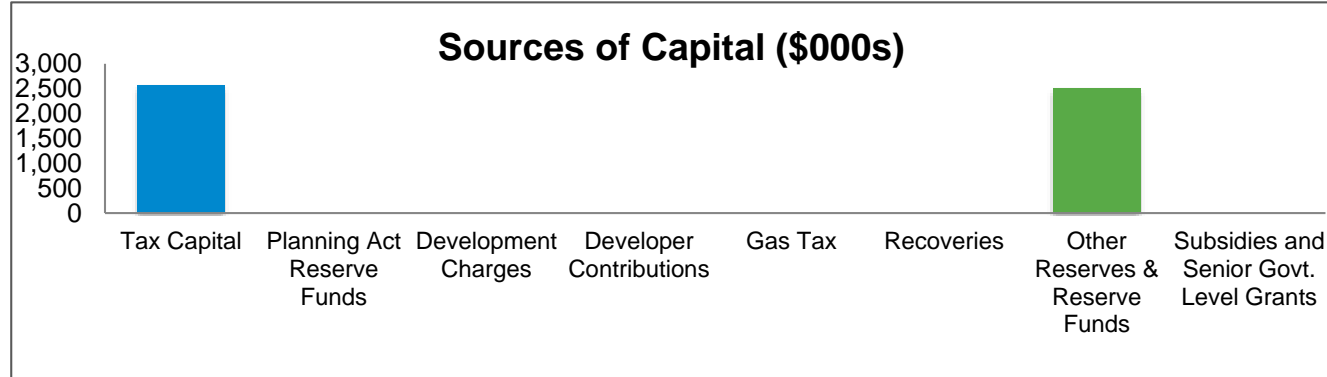 Sources of Capital ($000s)
3,000
2,500
2,000
1,500
1,000
500
0
Tax Capital
Planning Act
Reserve
Funds
Development
Charges
Developer
Contributions
Gas Tax
Recoveries
Other
Reserves &
Reserve
Funds
Subsidies and
Senior Govt.
Level Grants